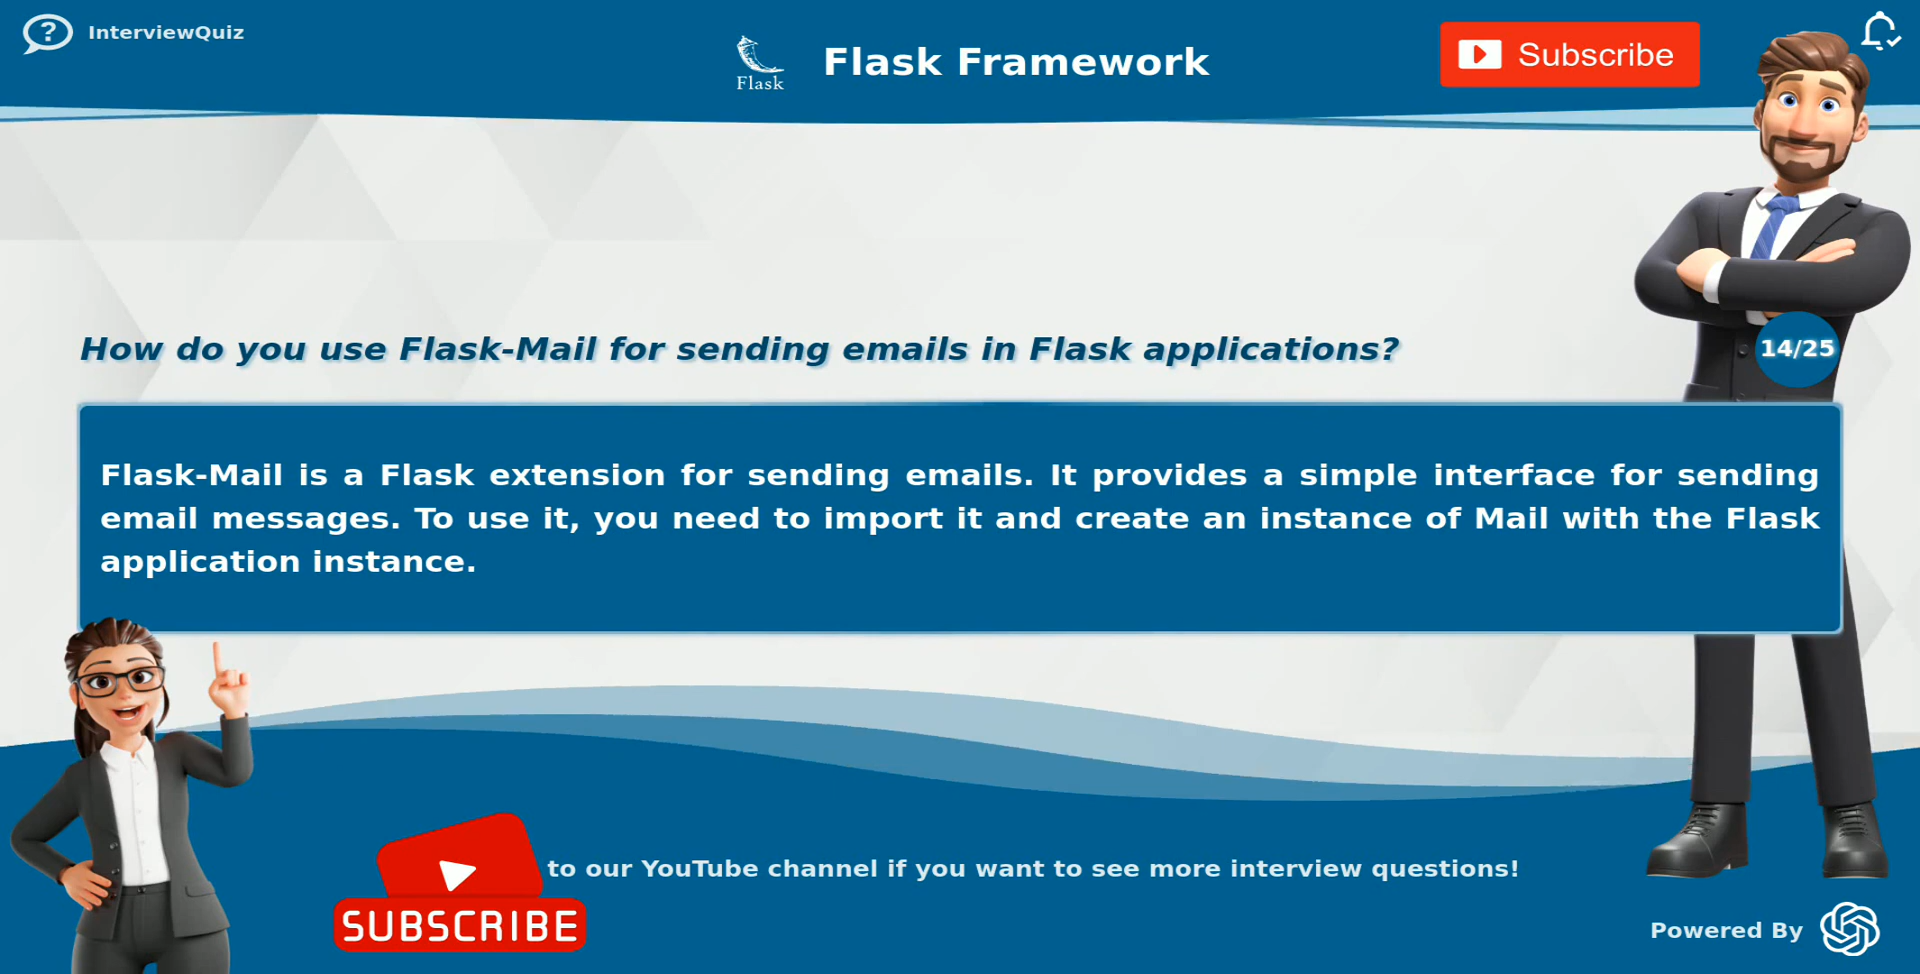 InterviewQuiz
Flask
Flask Framework
Subscribe
How do you use Flask-Mail for sending emails in Flask applications?
14/25
Flask-Mail is a Flask extension for sending emails. It provides a simple interface for sending
email messages. To use it, you need to import it and create an instance of Mail with the Flask
application instance.
to our YouTube channel if you want to see more interview questions!
SUBSCRIBE
Powered By